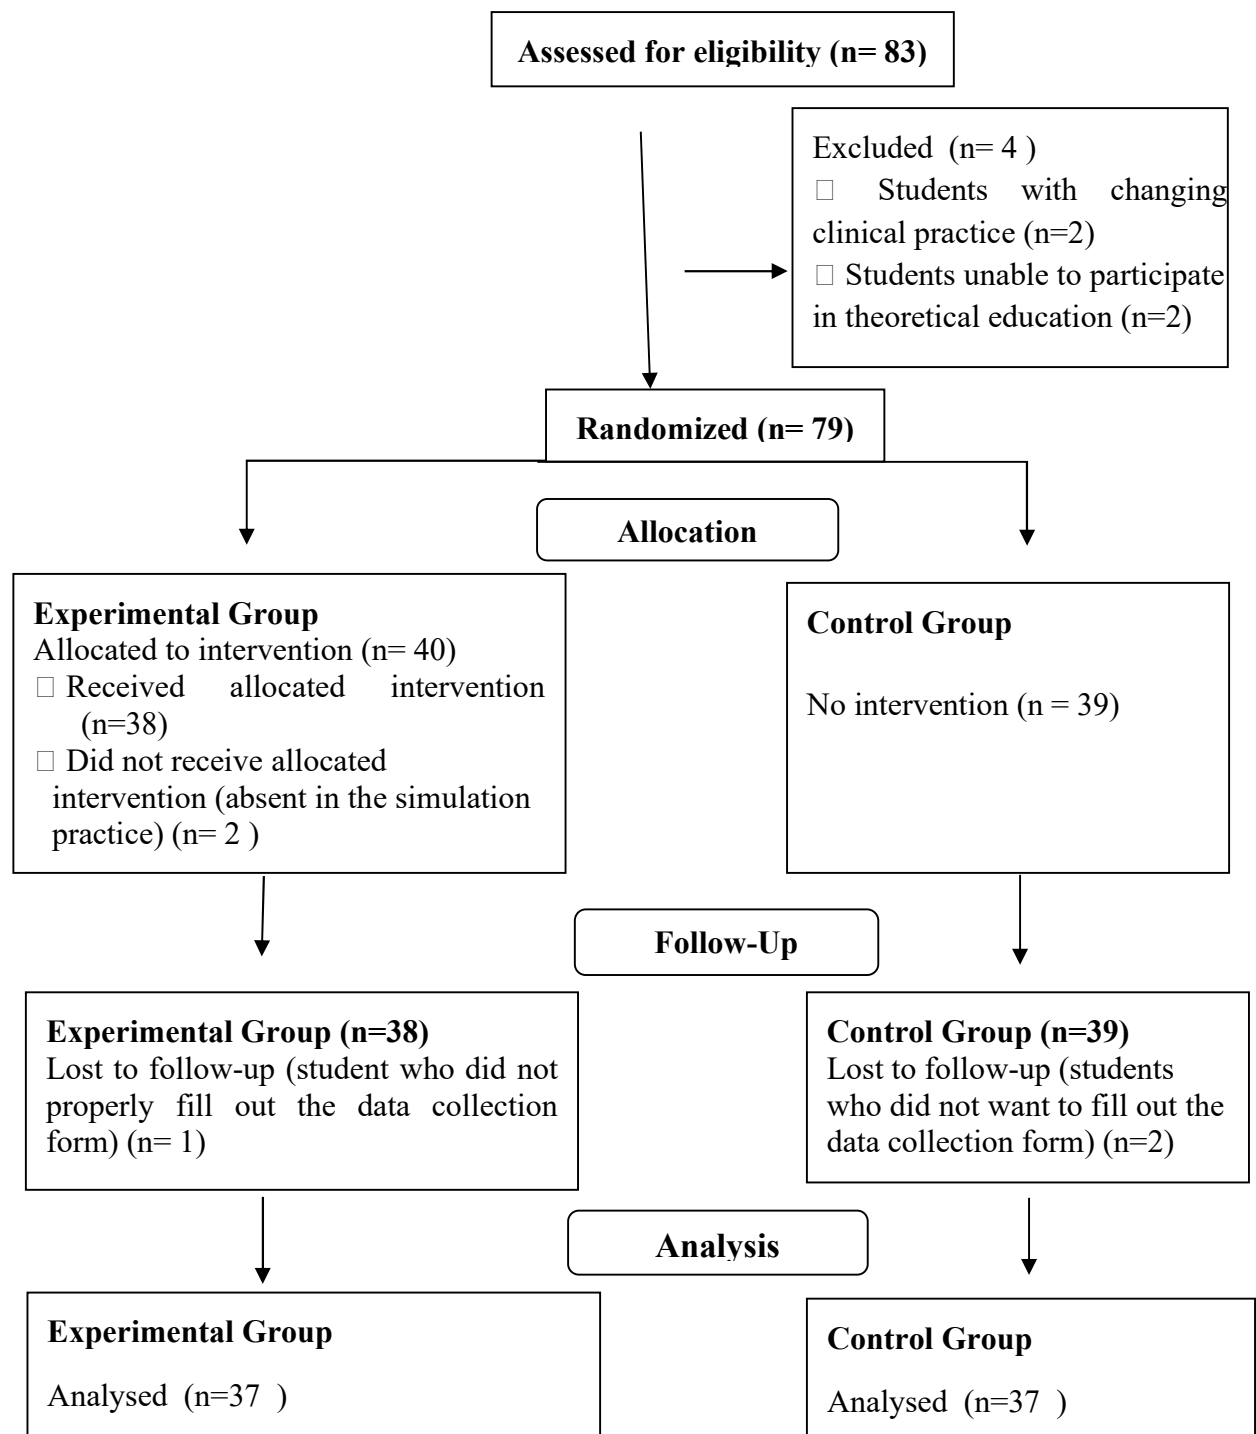 Assessed for eligibility (n= 83)
Excluded (n= 4 )
□ Students with changing
clinical practice (n=2)
□ Students unable to participate
in theoretical education (n=2)
Randomized (n= 79)
Allocation
Experimental Group
Allocated to intervention (n= 40)
□ Received allocated intervention
(n=38)
□ Did not receive allocated
intervention (absent in the simulation
practice) (n= 2 )
Control Group
No intervention (n = 39)
Follow-Up
Experimental Group (n=38)
Lost to follow-up (student who did not
properly fill out the data collection
form) (n= 1)
Control Group (n=39)
Lost to follow-up (students
who did not want to fill out the
data collection form) (n=2)
Analysis
Experimental Group
Analysed (n=37 )
Control Group
Analysed (n=37 )